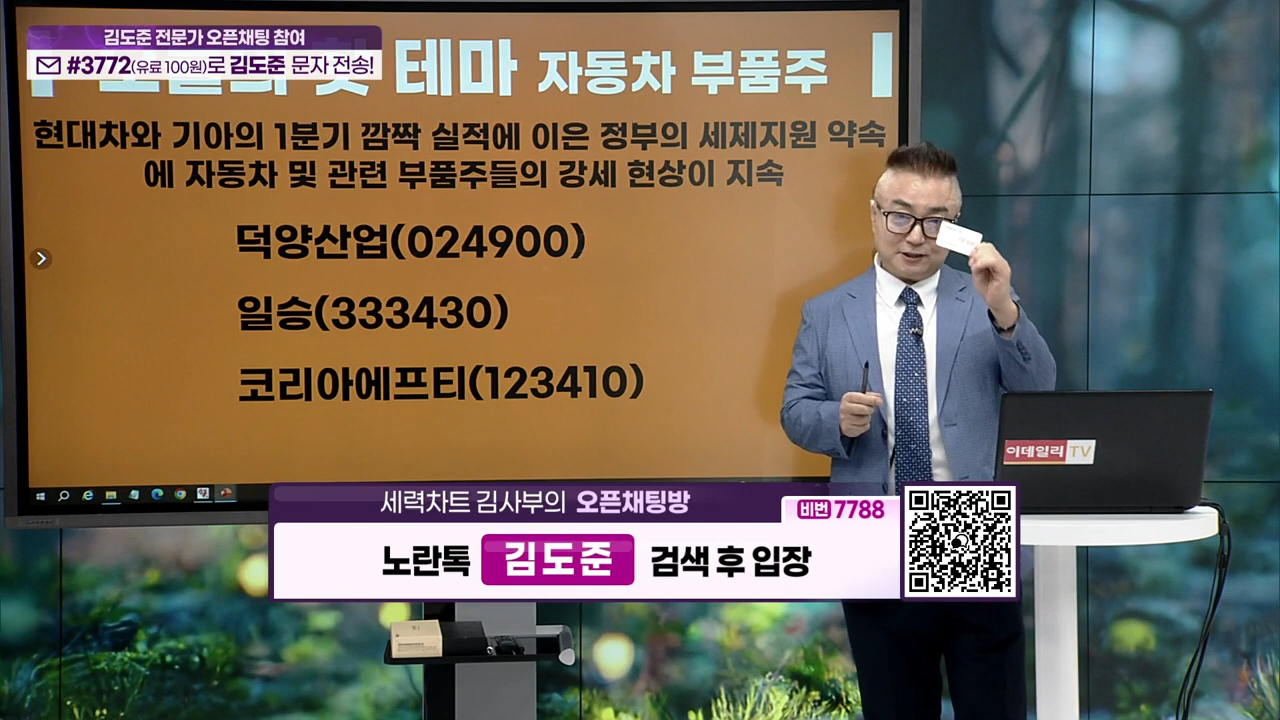 김도준 전문가 오픈채팅 참여
#3772(유료 100원)로 김도준 문자 전송!
테마 자동차 부품주
현대차와 기아의 1분기 깜짝 실적에 이은 정부의 세제지원 약속
에 자동차 및 관련 부품주들의 강세 현상이 지속
덕양산업(024900)
일승(333430)
코리아에프티(123410)
이데일리TV
세력차트 김사부의 오픈채팅방
비번 7788
노란톡 김도준 검색 후 입장